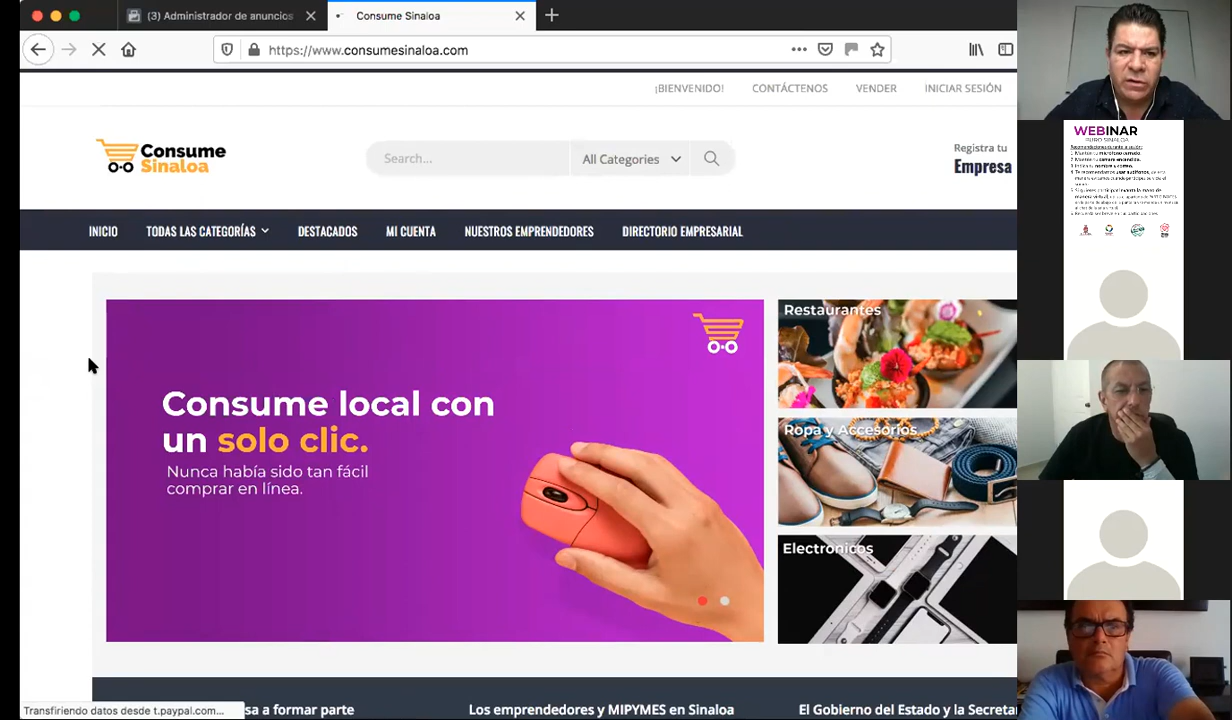 (3) Administrador de anuncios
Consume Sinaloa
https://www.consumesinaloa.com
¡BIENVENIDO! CONTÁCTENOS VENDER INICIAR SESIÓN
Consume
Sinaloa
Search...
All Categories
Registra tu
Empresa
INICIO TODAS LAS CATEGORÍAS DESTACADOS MI CUENTA NUESTROS EMPRENDEDORES DIRECTORIO EMPRESARIAL
Consume local con
un solo clic.
Nunca había sido tan fácil
comprar en línea.
Restaurantes
Ropa y Accesorios
Electronicos
Transfiriendo datos desde t.paypal.com...
sa a formar parte
Los emprendedores y MIPYMES en Sinaloa
El Gobierno del Estado y la Secretar
WEBINAR
PURO SINALOA